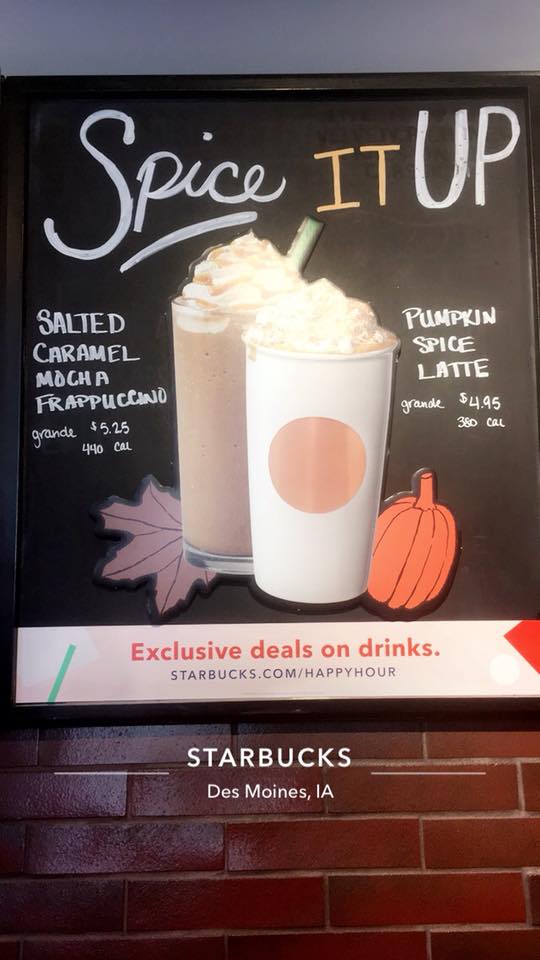 Spice IT UP
SALTED
CARAMEL
MOCHA
FRAPPUCCINO
grande $5.25
440 cal
PUMPKIN
SPICE
LATTE
grande $4.95
380 cal
Exclusive deals on drinks.
STARBUCKS.COM/HAPPYHOUR
STARBUCKS
Des Moines, IA